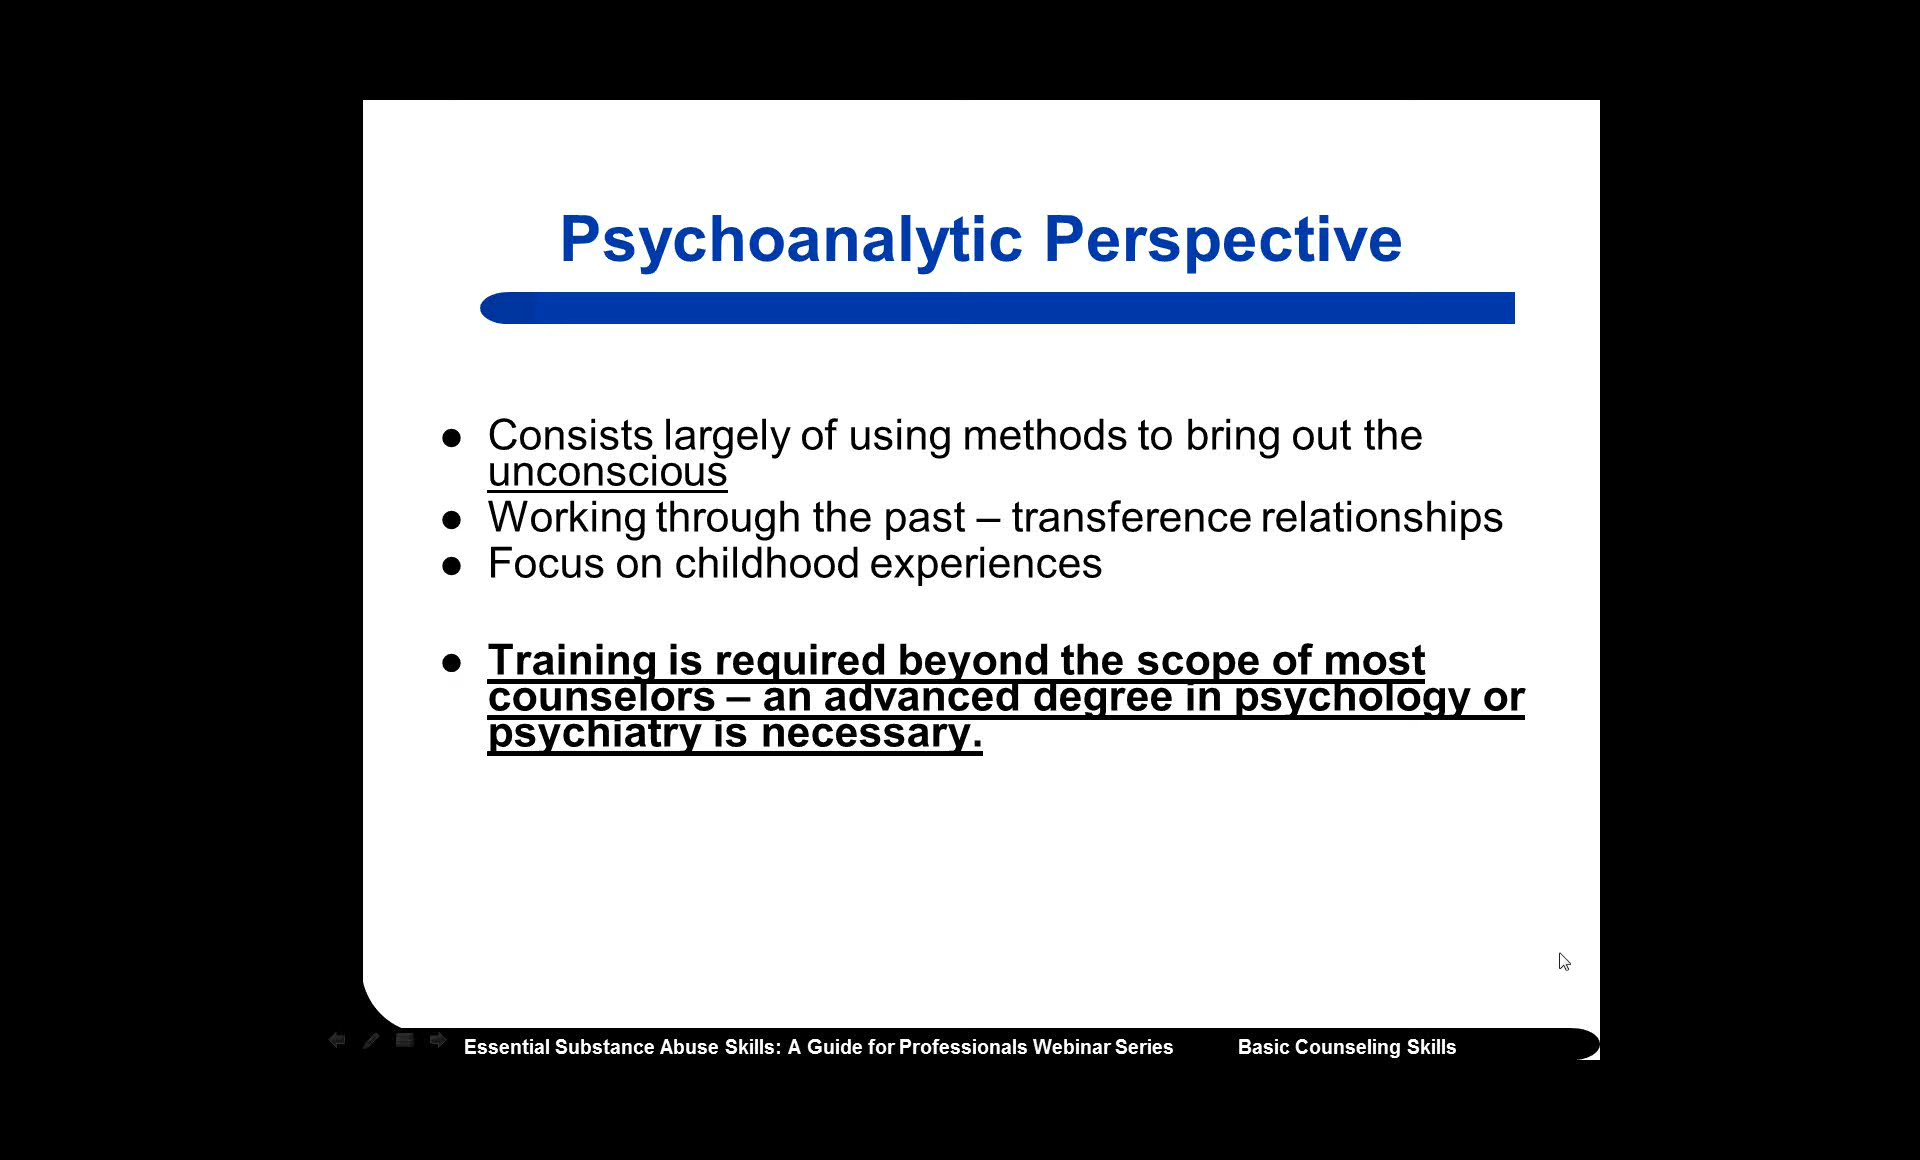 Psychoanalytic Perspective
● Consists largely of using methods to bring out the
unconscious
● Working through the past – transference relationships
● Focus on childhood experiences
● Training is required beyond the scope of most
counselors – an advanced degree in psychology or
psychiatry is necessary.
Essential Substance Abuse Skills: A Guide for Professionals Webinar Series Basic Counseling Skills